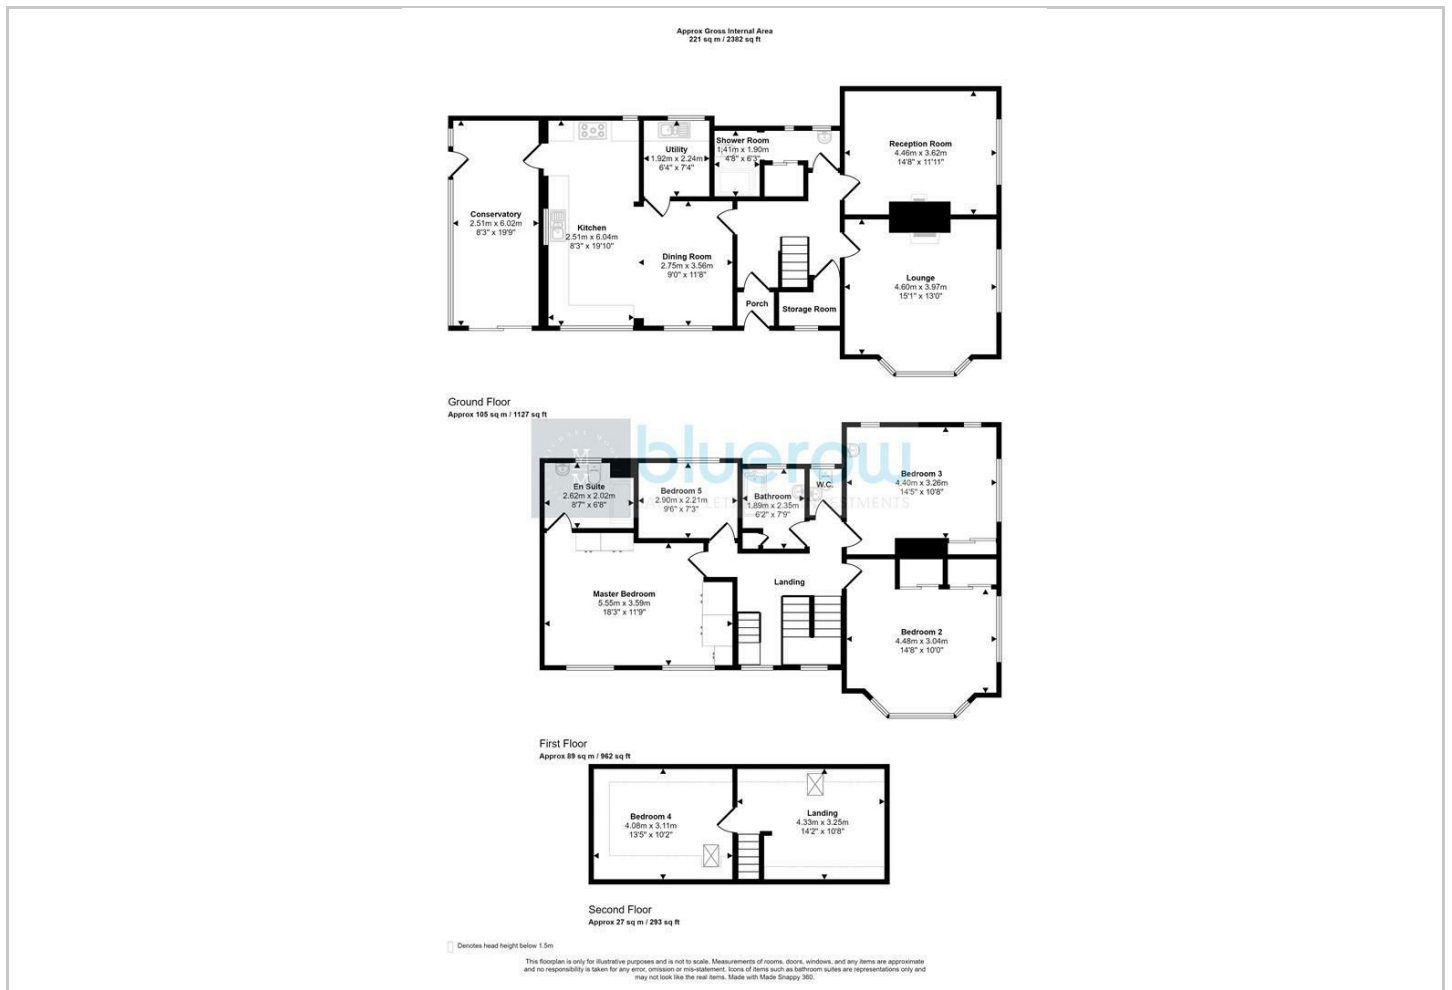 Approx Gross Internal Area
221 sq m / 2382 sq ft
Reception Room
4.46m x 3.62m
14'8" x 11'11"
Shower Room
1.41m x 1.90m
4'8" x 6'3"
Utility
1.92m x 2.24m
6'4" x 7'4"
Conservatory
2.51m x 6.02m
8'3" x 19'9"
Kitchen
2.51m x 6.04m
8'3" x 19'10"
Dining Room
2.75m x 3.56m
9'0" x 11'8"
Lounge
4.60m x 3.97m
15'1" x 13'0"
Porch
Storage Room
Ground Floor
Approx 105 sq m / 1127 sq ft
bluerow
En Suite
2.62m x 2.02m
8'7" x 6'8"
Bedroom 5
2.90m x 2.21m
9'6" x 7'3"
Bathroom
1.89m x 2.35m
6'2" x 7'9"
W.C.
Bedroom 3
4.40m x 3.26m
14'5" x 10'8"
Landing
Master Bedroom
5.55m x 3.59m
18'3" x 11'9"
Bedroom 2
4.48m x 3.04m
14'8" x 10'0"
First Floor
Approx 89 sq m / 962 sq ft
Bedroom 4
4.08m x 3.11m
13'5" x 10'2"
Landing
4.33m x 3.25m
14'2" x 10'8"
Second Floor
Approx 27 sq m / 293 sq ft
Denotes head height below 1.5m
This floorplan is only for illustrative purposes and is not to scale. Measurements of rooms, doors, windows, and any items are approximate
and no responsibility is taken for any error, omission or mis-statement. Icons of items such as bathroom suites are representations only and
may not look like the real items. Made with Made Snappy 360.